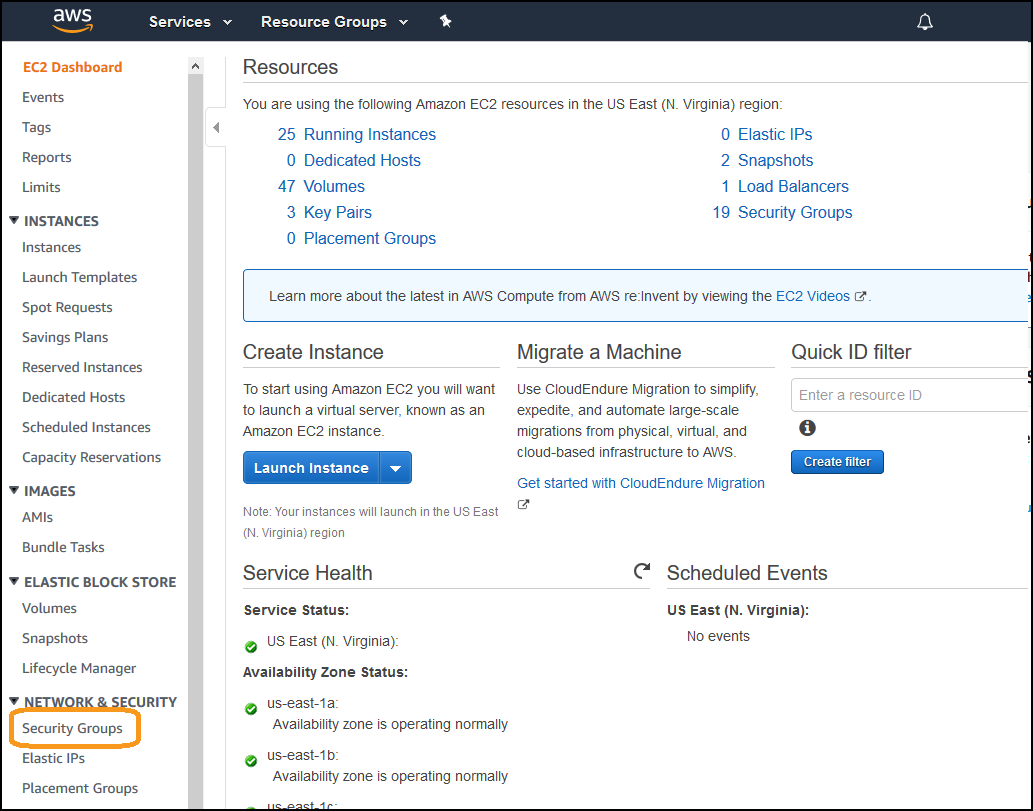 aws
Services
Resource Groups
EC2 Dashboard
Events
Tags
Reports
Limits
INSTANCES
Instances
Launch Templates
Spot Requests
Savings Plans
Reserved Instances
Dedicated Hosts
Scheduled Instances
Capacity Reservations
IMAGES
AMIs
Bundle Tasks
ELASTIC BLOCK STORE
Volumes
Snapshots
Lifecycle Manager
NETWORK & SECURITY
Security Groups
Elastic IPs
Placement Groups
Resources
You are using the following Amazon EC2 resources in the US East (N. Virginia) region:
25 Running Instances
0 Dedicated Hosts
47 Volumes
3 Key Pairs
0 Placement Groups
0 Elastic IPs
2 Snapshots
1 Load Balancers
19 Security Groups
Learn more about the latest in AWS Compute from AWS re:Invent by viewing the EC2 Videos .
Create Instance
To start using Amazon EC2 you will want
to launch a virtual server, known as an
Amazon EC2 instance.
Launch Instance
Note: Your instances will launch in the US East
(N. Virginia) region
Migrate a Machine
Use CloudEndure Migration to simplify,
expedite, and automate large-scale
migrations from physical, virtual, and
cloud-based infrastructure to AWS.
Get started with CloudEndure Migration
Quick ID filter
Enter a resource ID
Create filter
Service Health
Service Status:
US East (N. Virginia):
Availability Zone Status:
us-east-1a:
Availability zone is operating normally
us-east-1b:
Availability zone is operating normally
us-east-1c:
Scheduled Events
US East (N. Virginia):
No events